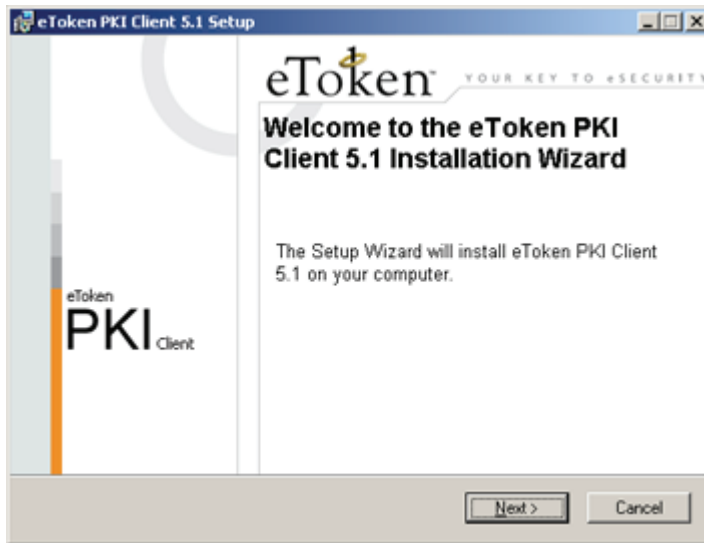 eToken PKI Client 5.1 Setup
eToken™ YOUR KEY TO eSECURITY
Welcome to the eToken PKI
Client 5.1 Installation Wizard
The Setup Wizard will install eToken PKI Client
5.1 on your computer.
eToken
PKI Client
Next >
Cancel